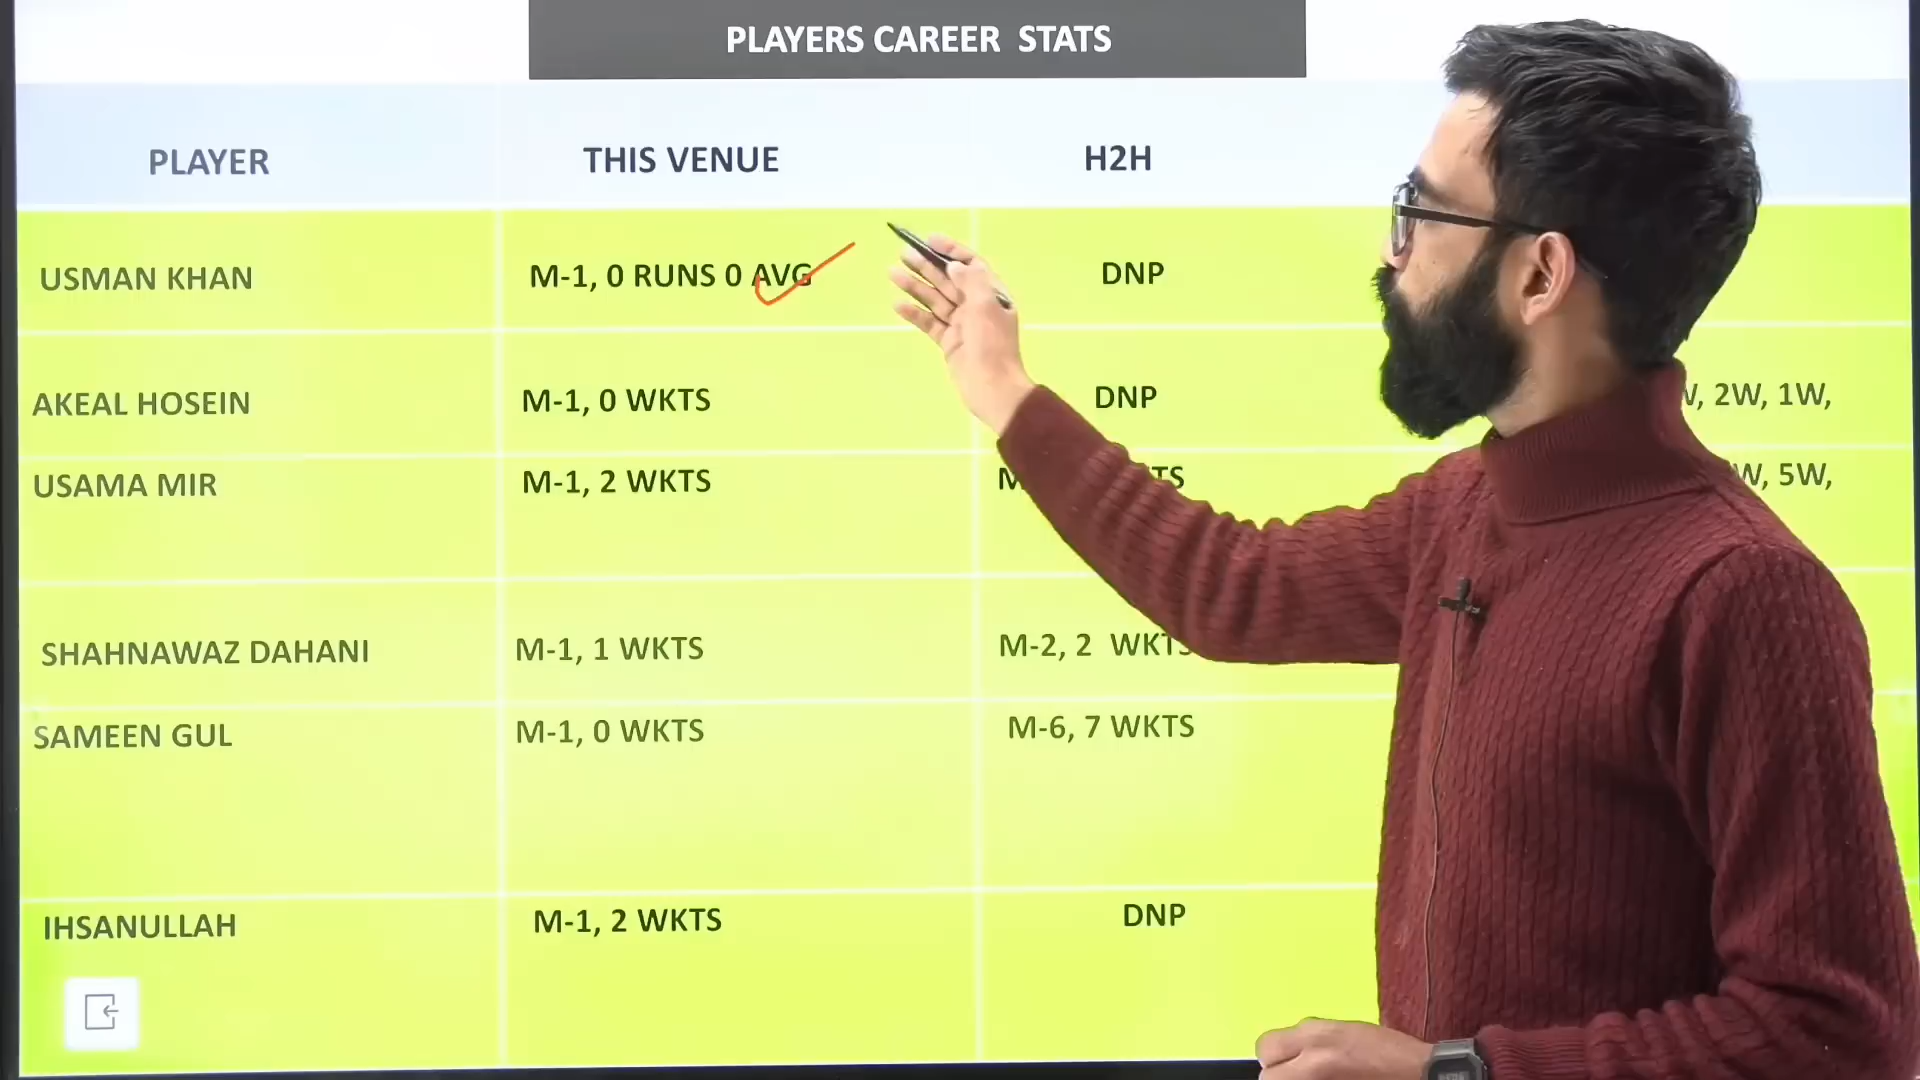 PLAYERS CAREER STATS
PLAYER THIS VENUE H2H
USMAN KHAN M-1, 0 RUNS 0 AVG DNP
AKEAL HOSEIN M-1, 0 WKTS DNP 2W, 1W,
USAMA MIR M-1, 2 WKTS 5W,
SHAHNAWAZ DAHANI M-1, 1 WKTS M-2, 2 WKTS
SAMEEN GUL M-1, 0 WKTS M-6, 7 WKTS
IHSANULLAH M-1, 2 WKTS DNP